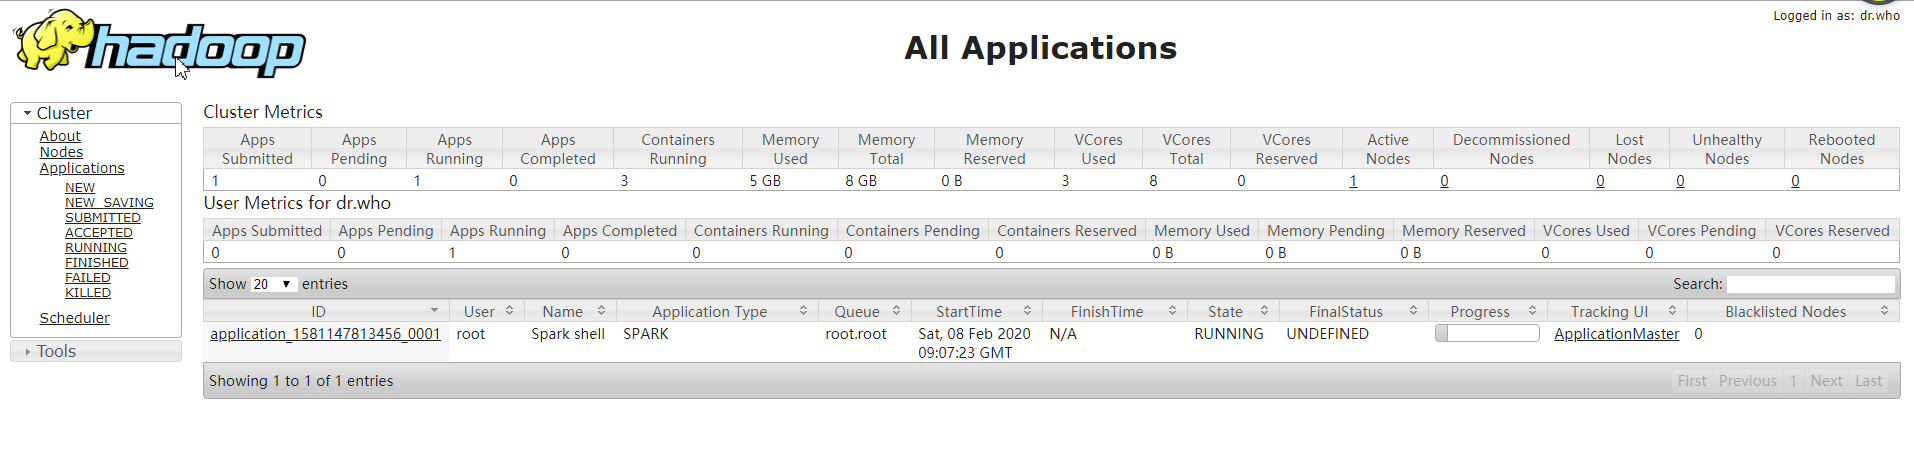 Logged in as: dr.who
hadoop
All Applications
Cluster
About
Nodes
Applications
NEW
NEW_SAVING
SUBMITTED
ACCEPTED
RUNNING
FINISHED
FAILED
KILLED
Scheduler
Tools
Cluster Metrics
Apps Submitted Apps Pending Apps Running Apps Completed Containers Running Memory Used Memory Total Memory Reserved VCores Used VCores Total VCores Reserved Active Nodes Decommissioned Nodes Lost Nodes Unhealthy Nodes Rebooted Nodes
1 0 1 0 3 5 GB 8 GB 0 B 3 8 0 1 0 0 0 0
User Metrics for dr.who
Apps Submitted Apps Pending Apps Running Apps Completed Containers Running Containers Pending Containers Reserved Memory Used Memory Pending Memory Reserved VCores Used VCores Pending VCores Reserved
0 0 1 0 0 0 0 0 B 0 B 0 B 0 0 0
Show 20 entries Search:
ID User Name Application Type Queue StartTime FinishTime State FinalStatus Progress Tracking UI Blacklisted Nodes
application_1581147813456_0001 root Spark shell SPARK root.root Sat, 08 Feb 2020 N/A RUNNING UNDEFINED ApplicationMaster 0
09:07:23 GMT
Showing 1 to 1 of 1 entries First Previous 1 Next Last